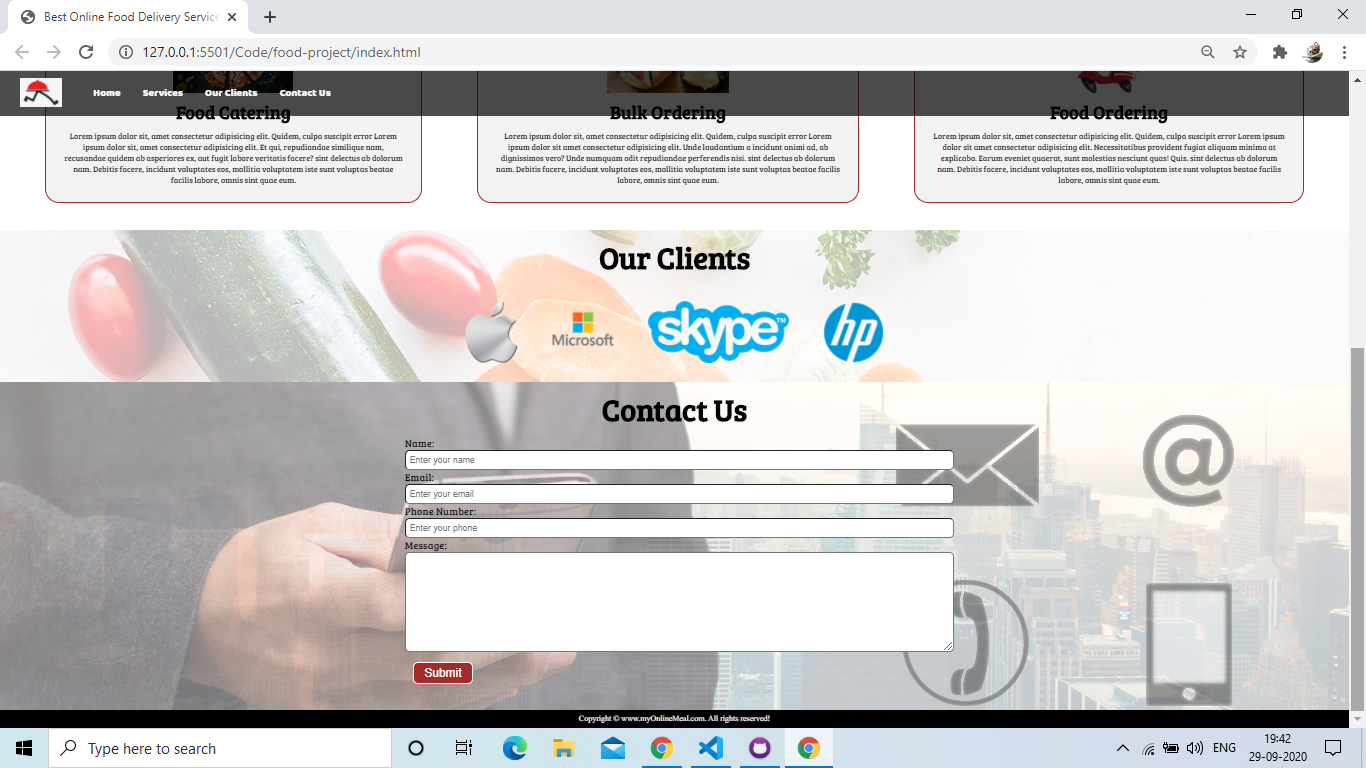 Best Online Food Delivery Service
127.0.0.1:5501/Code/food-project/index.html
Home Services Our Clients Contact Us
Food Catering
Lorem ipsum dolor sit, amet consectetur adipisicing elit. Quidem, culpa suscipit error Lorem
ipsum dolor sit amet consectetur adipisicing elit. Et qui, repudiandae similique nam,
recusandae quidem ab asperiores ex, aut fugit labore veritatis facere? sint delectus ab dolorum
nam. Debitis facere, incidunt voluptates eos, mollitia voluptatem iste sunt voluptas beatae
facilis labore, omnis sint quae eum.
Bulk Ordering
Lorem ipsum dolor sit, amet consectetur adipisicing elit. Quidem, culpa suscipit error Lorem
ipsum dolor sit amet consectetur adipisicing elit. Unde laudantium a incidunt animi ad, ab
dignissimos vero? Unde numquam odit repudiandae perferendis nisi. sint delectus ab dolorum
nam. Debitis facere, incidunt voluptates eos, mollitia voluptatem iste sunt voluptas beatae
facilis labore, omnis sint quae eum.
Food Ordering
Lorem ipsum dolor sit, amet consectetur adipisicing elit. Quidem, culpa suscipit error Lorem
ipsum dolor sit amet consectetur adipisicing elit. Necessitatibus provident fugiat aliquam minima at
explicabo. Earum eveniet quaerat, sunt molestias nesciunt quas! Quis. sint delectus ab dolorum
nam. Debitis facere, incidunt voluptates eos, mollitia voluptatem iste sunt voluptas beatae
facilis labore, omnis sint quae eum.
Our Clients
Microsoft
skype™
hp
Contact Us
Name:
Enter your name
Email:
Enter your email
Phone Number:
Enter your phone
Message:
Submit
@
Copyright © www.myOnlineMeal.com. All rights reserved!
Type here to search
ENG
19:42
29-09-2020